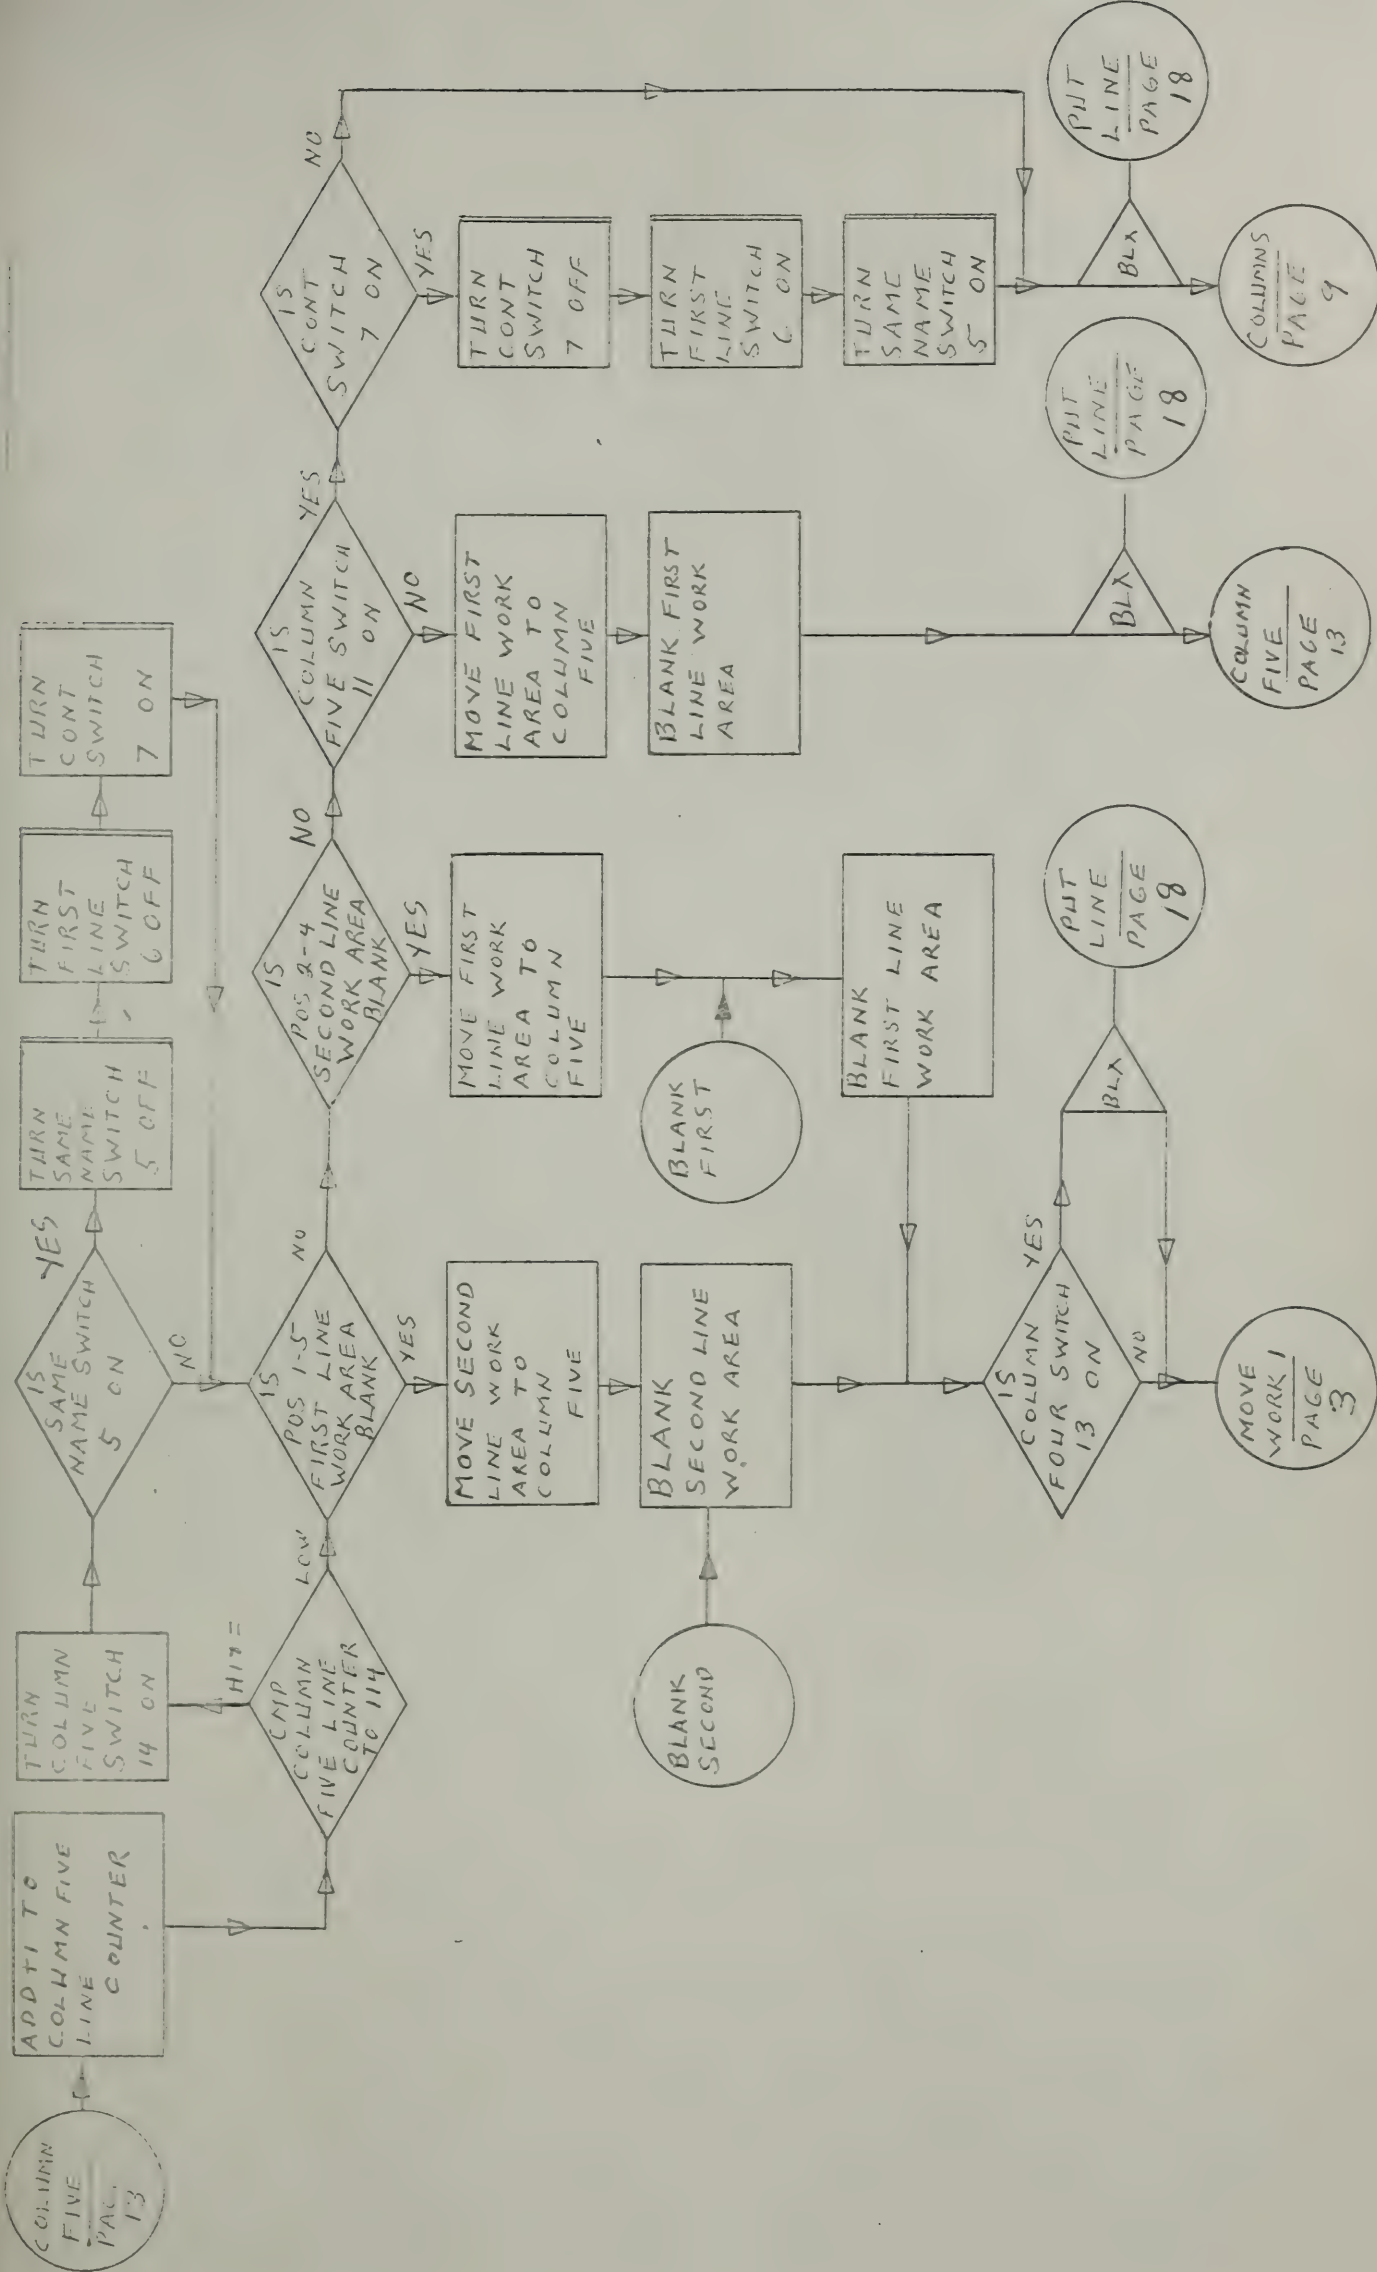 COLUMN
FIVE
13
ADD +1 TO
COLUMN FIVE
LINE
COUNTER
TURN
COLUMN
FIVE
SWITCH
14 ON
IS
SAME
NAME SWITCH
5 ON
YES
NO
TURN
SAME
NAME
SWITCH
5 OFF
TURN
FIRST
LINE
SWITCH
6 OFF
TURN
CONT
SWITCH
7 ON
CMP
COLUMN
FIVE LINE
COUNTER
TO 114
LOW
IS
POS 1-5
FIRST LINE
WORK AREA
BLANK
NO
YES
IS
POS 2-4
SECOND LINE
WORK AREA
BLANK
NO
YES
IS
COLUMN
FIVE SWITCH
11 ON
YES
NO
IS
CONT
SWITCH
7 ON
NO
YES
MOVE SECOND
LINE WORK
AREA TO
COLUMN
FIVE
MOVE FIRST
LINE WORK
AREA TO
COLUMN
FIVE
MOVE FIRST
LINE WORK
AREA TO
COLUMN
FIVE
TURN
CONT
SWITCH
7 OFF
BLANK
SECOND
BLANK
SECOND LINE
WORK AREA
BLANK
FIRST
BLANK FIRST
LINE WORK
AREA
TURN
FIRST
LINE
SWITCH
6 ON
BLANK
FIRST LINE
WORK AREA
TURN
SAME
NAME
SWITCH
5 ON
IS
COLUMN
FOUR SWITCH
13 ON
YES
NO
BLX
PUT
LINE
PAGE
18
BLX
PUT
LINE
PAGE
18
BLX
PUT
LINE
PAGE
18
MOVE
WORK 1
PAGE
3
COLUMN
FIVE
PAGE
13
COLUMNS
PAGE
9